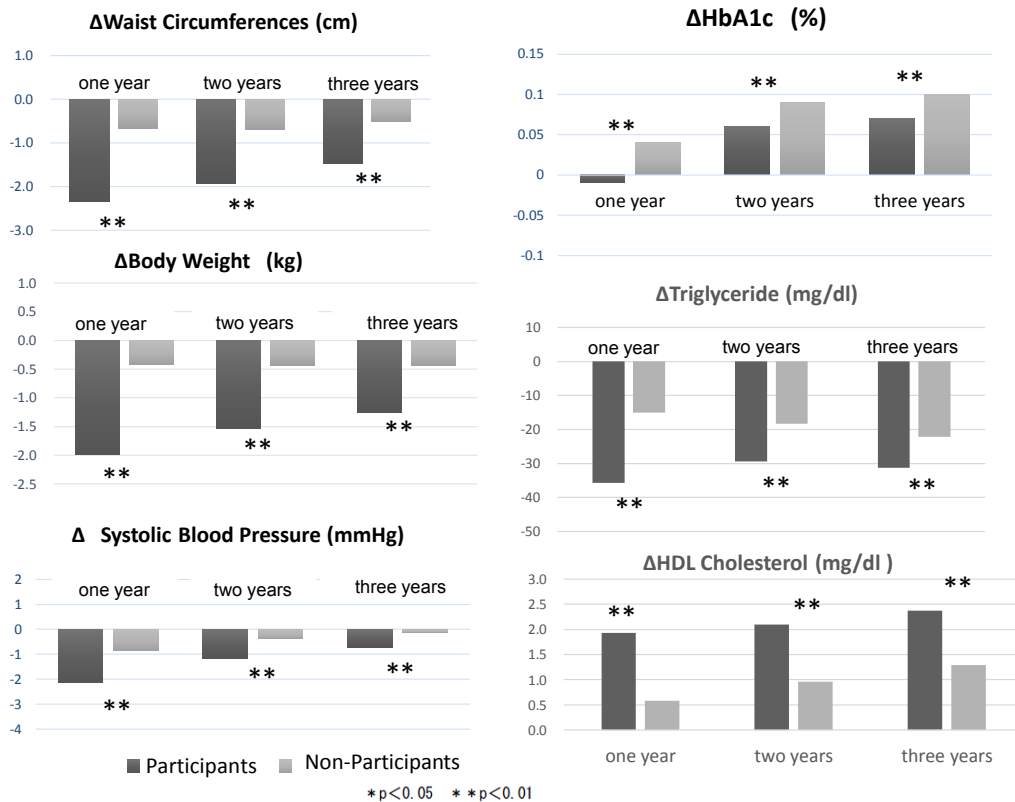 ΔWaist Circumferences (cm)
1.0
0.0
-1.0
-2.0
-3.0
one year two years three years
** ** **
ΔBody Weight (kg)
1.0
0.5
0.0
-0.5
-1.0
-1.5
-2.0
-2.5
one year two years three years
** ** **
Δ Systolic Blood Pressure (mmHg)
2
1
0
-1
-2
-3
-4
one year two years three years
** ** **
ΔHbA1c (%)
0.15
0.1
0.05
0
-0.05
-0.1
** ** **
one year two years three years
ΔTriglyceride (mg/dl)
10
0
-10
-20
-30
-40
-50
one year two years three years
** ** **
ΔHDL Cholesterol (mg/dl )
3.0
2.5
2.0
1.5
1.0
0.5
0.0
** ** **
one year two years three years
Participants Non-Participants
*p<0.05 **p<0.01